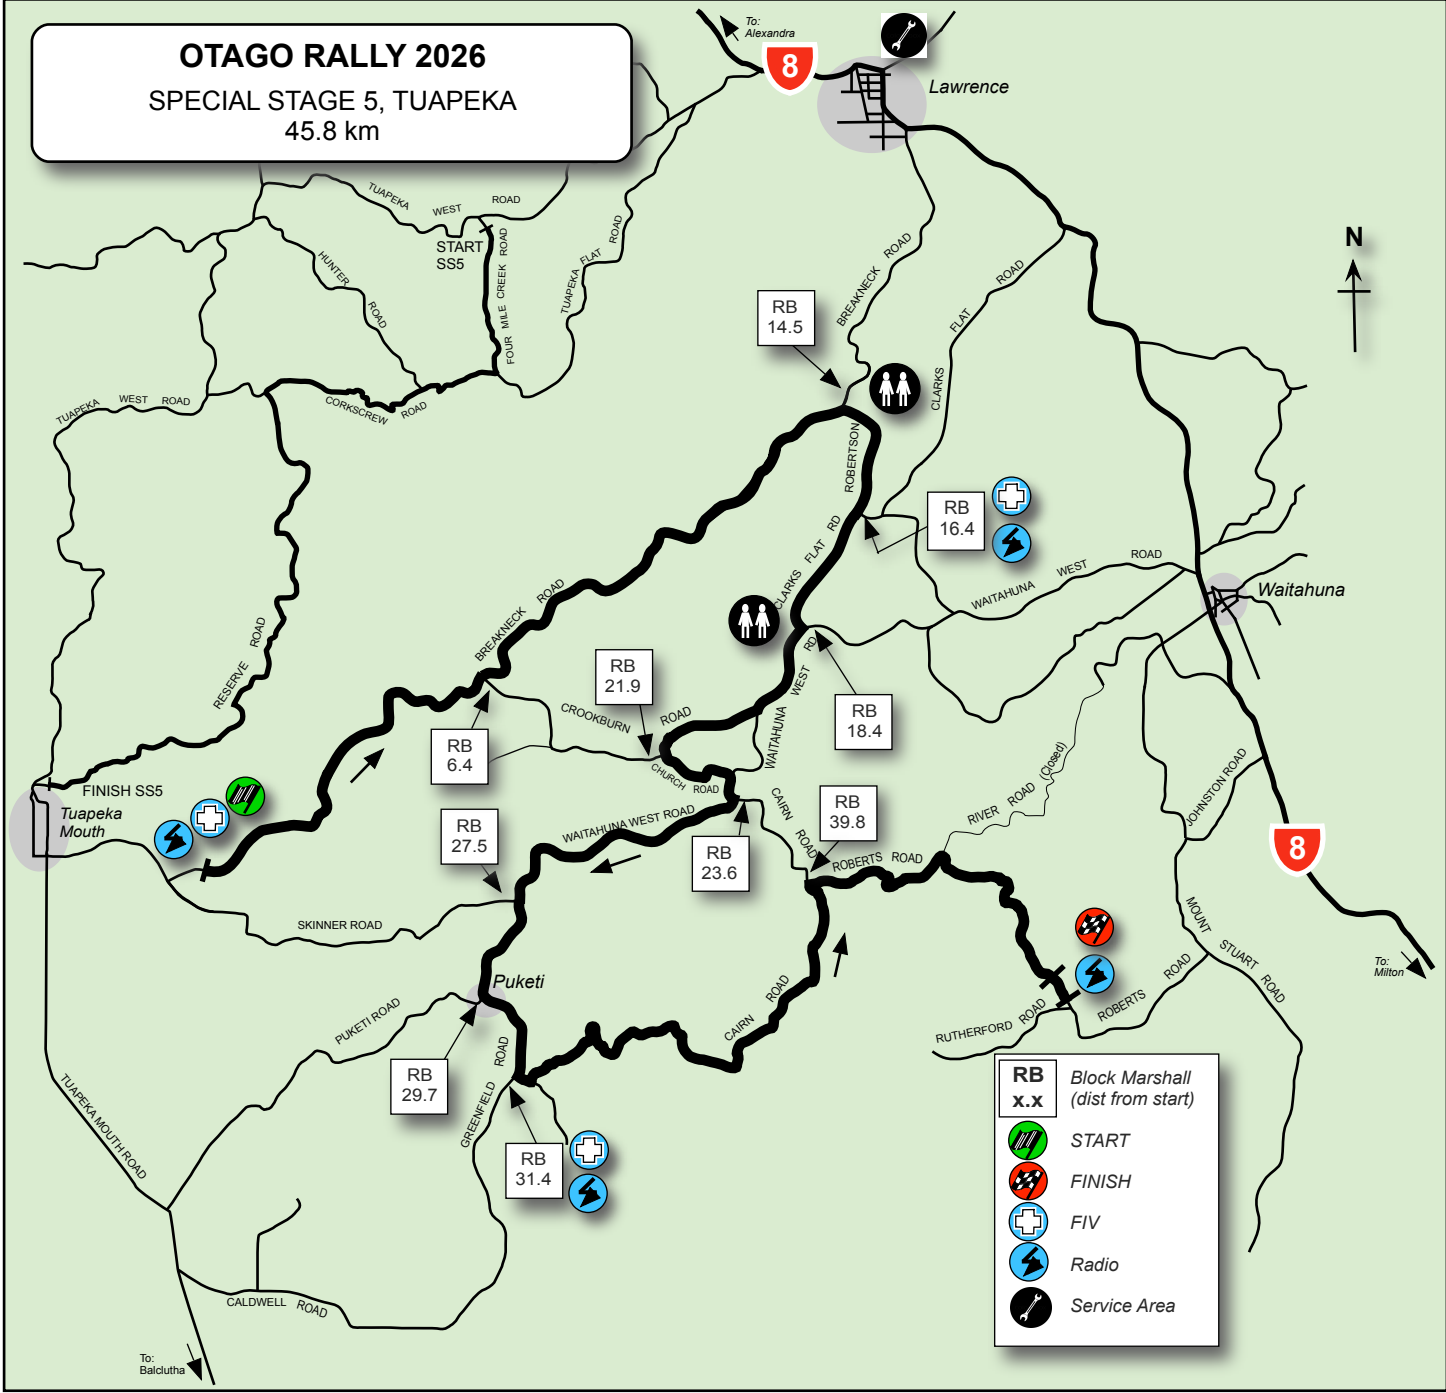 OTAGO RALLY 2026
SPECIAL STAGE 5, TUAPEKA
45.8 km
To:
Alexandra
8
Lawrence
TUAPEKA WEST ROAD
START
SS5
FOUR MILE CREEK ROAD
TUAPEKA FLAT ROAD
HUNTER ROAD
BREAKNECK ROAD
CLARKS FLAT ROAD
N
RB
14.5
TUAPEKA WEST ROAD
CORKSCREW ROAD
ROBERTSON
RB
16.4
CLARKS FLAT RD
WAITAHUNA WEST ROAD
Waitahuna
BREAKNECK ROAD
RESERVE ROAD
RB
21.9
CROOKBURN ROAD
WAITAHUNA WEST RD
RB
18.4
RB
6.4
CHURCH ROAD
RIVER ROAD (Closed)
JOHNSTON ROAD
FINISH SS5
Tuapeka
Mouth
RB
27.5
WAITAHUNA WEST ROAD
CAIRN ROAD
RB
39.8
RB
23.6
ROBERTS ROAD
8
SKINNER ROAD
MOUNT STUART ROAD
To:
Milton
Puketi
PUKETI ROAD
CAIRN ROAD
RUTHERFORD ROAD
ROBERTS ROAD
RB
29.7
GREENFIELD ROAD
TUAPEKA MOUTH ROAD
RB
31.4
RB
x.x
Block Marshall
(dist from start)
START
FINISH
FIV
Radio
Service Area
CALDWELL ROAD
To:
Balclutha